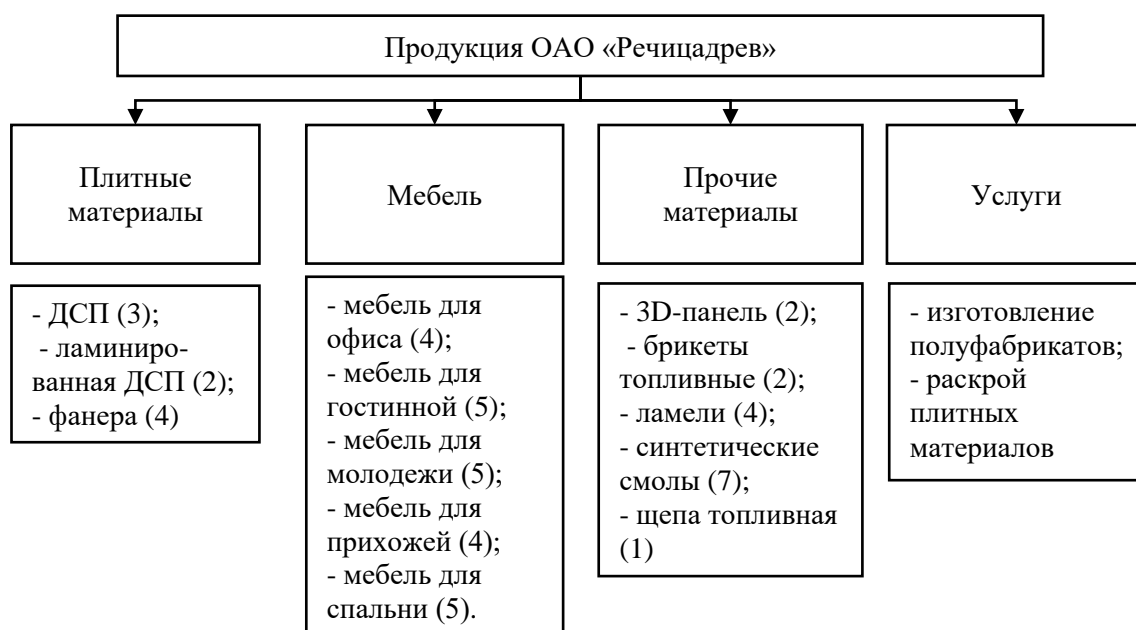 Продукция ОАО «Речицадрев»
Плитные
материалы
Мебель
Прочие
материалы
Услуги
- ДСП (3);
- ламиниро-
ванная ДСП (2);
- фанера (4)
- мебель для
офиса (4);
- мебель для
гостинной (5);
- мебель для
молодежи (5);
- мебель для
прихожей (4);
- мебель для
спальни (5).
- 3D-панель (2);
- брикеты
топливные (2);
- ламели (4);
- синтетические
смолы (7);
- щепа топливная
(1)
- изготовление
полуфабрикатов;
- раскрой
плитных
материалов